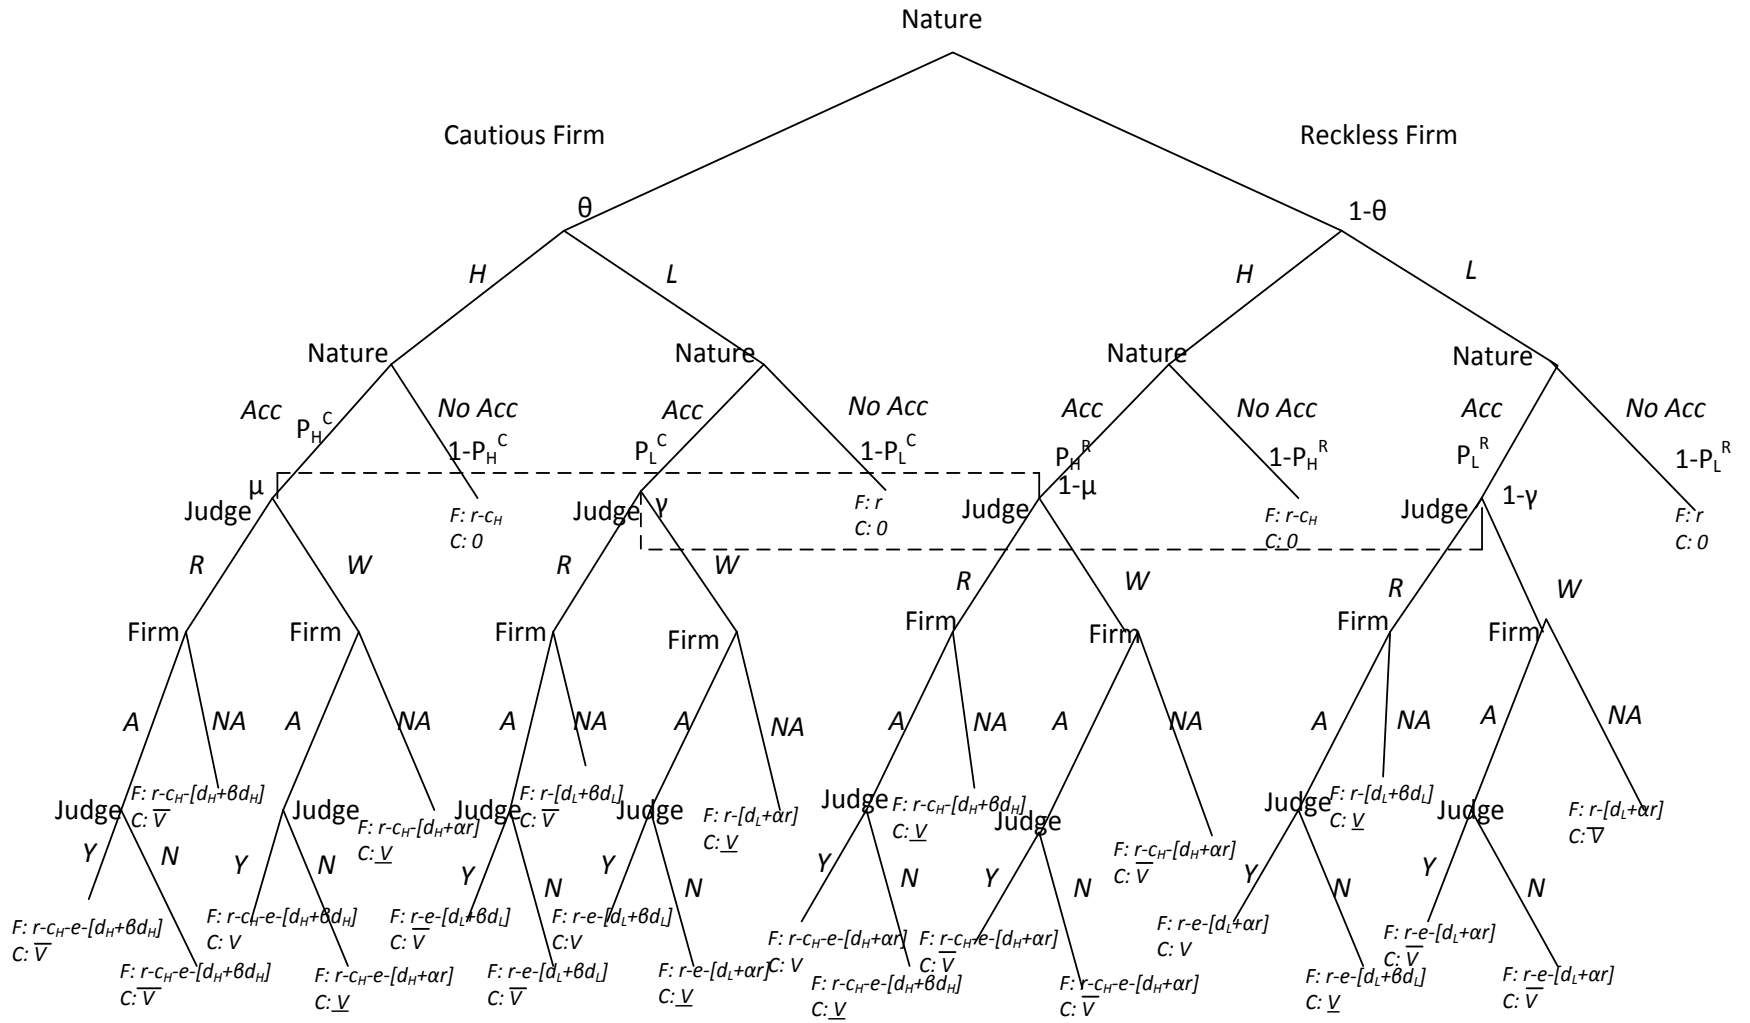 Nature
Cautious Firm
Reckless Firm
θ
1-θ
H
L
H
L
Nature
Nature
Nature
Nature
Acc
No Acc
Acc
No Acc
Acc
No Acc
Acc
No Acc
P_H^C
1-P_H^C
P_L^C
1-P_L^C
P_H^R
1-P_H^R
P_L^R
1-P_L^R
μ
γ
1-μ
1-γ
Judge
F: r-c_H
C: 0
Judge
F: r
C: 0
Judge
F: r-c_H
C: 0
Judge
F: r
C: 0
R
W
R
W
R
W
R
W
Firm
Firm
Firm
Firm
Firm
Firm
Firm
Firm
A
NA
A
NA
A
NA
A
NA
A
NA
A
NA
A
NA
A
NA
Judge
F: r-c_H-[d_H+βd_H]
C: V̅
Judge
F: r-c_H-[d_H+αr]
C: V̲
Judge
F: r-[d_L+βd_L]
C: V̅
Judge
F: r-[d_L+αr]
C: V̲
Judge
F: r-c_H-[d_H+βd_H]
C: V̲
Judge
F: r-c_H-[d_H+αr]
C: V̅
Judge
F: r-[d_L+βd_L]
C: V̲
Judge
F: r-[d_L+αr]
C: V̅
Y
N
Y
N
Y
N
Y
N
Y
N
Y
N
Y
N
Y
N
F: r-c_H-e-[d_H+βd_H]
C: V̅
F: r-c_H-e-[d_H+βd_H]
C: V̅
F: r-c_H-e-[d_H+βd_H]
C: V
F: r-c_H-e-[d_H+αr]
C: V̲
F: r-e-[d_L+βd_L]
C: V̅
F: r-e-[d_L+βd_L]
C: V̅
F: r-e-[d_L+βd_L]
C:V
F: r-e-[d_L+αr]
C: V̲
F: r-c_H-e-[d_H+αr]
C: V
F: r-c_H-e-[d_H+βd_H]
C: V̲
F: r-c_H-e-[d_H+αr]
C: V̅
F: r-c_H-e-[d_H+αr]
C: V̅
F: r-e-[d_L+αr]
C: V
F: r-e-[d_L+βd_L]
C: V̲
F: r-e-[d_L+αr]
C: V̅
F: r-e-[d_L+αr]
C: V̅